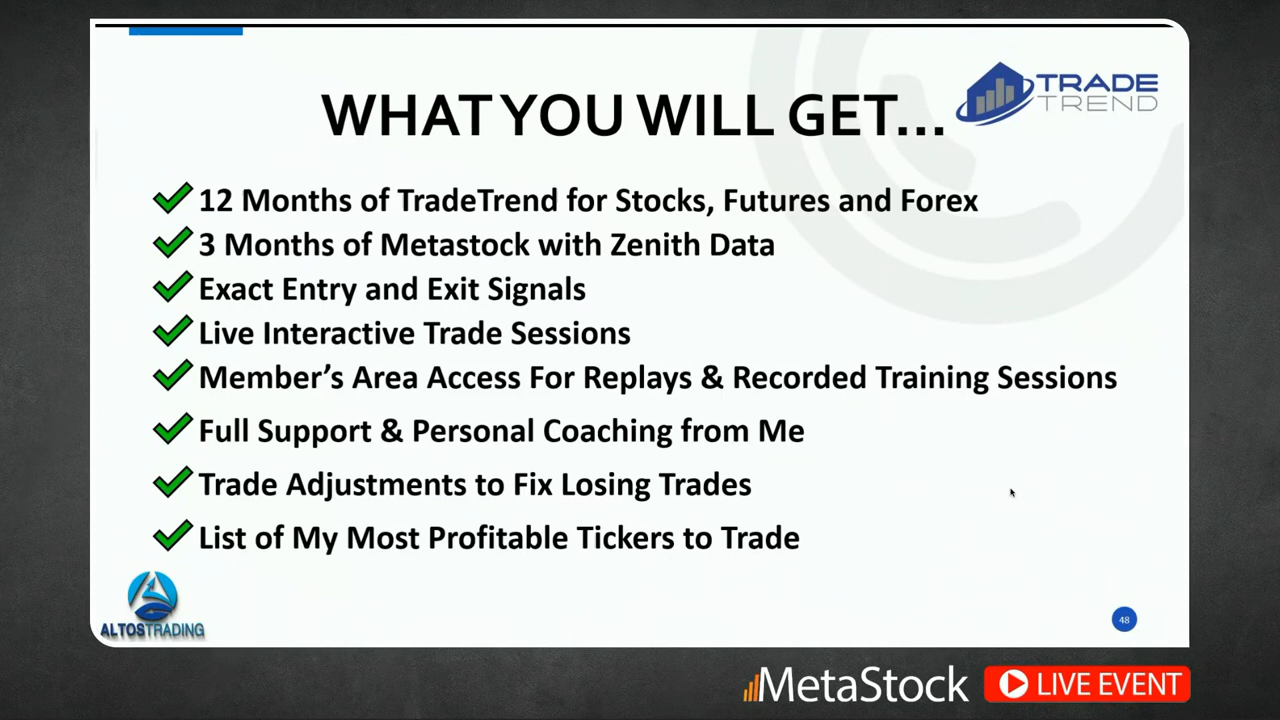 TRADE
TREND
WHAT YOU WILL GET...
12 Months of TradeTrend for Stocks, Futures and Forex
3 Months of Metastock with Zenith Data
Exact Entry and Exit Signals
Live Interactive Trade Sessions
Member’s Area Access For Replays & Recorded Training Sessions
Full Support & Personal Coaching from Me
Trade Adjustments to Fix Losing Trades
List of My Most Profitable Tickers to Trade
ALTOSTRADING
48
MetaStock
LIVE EVENT